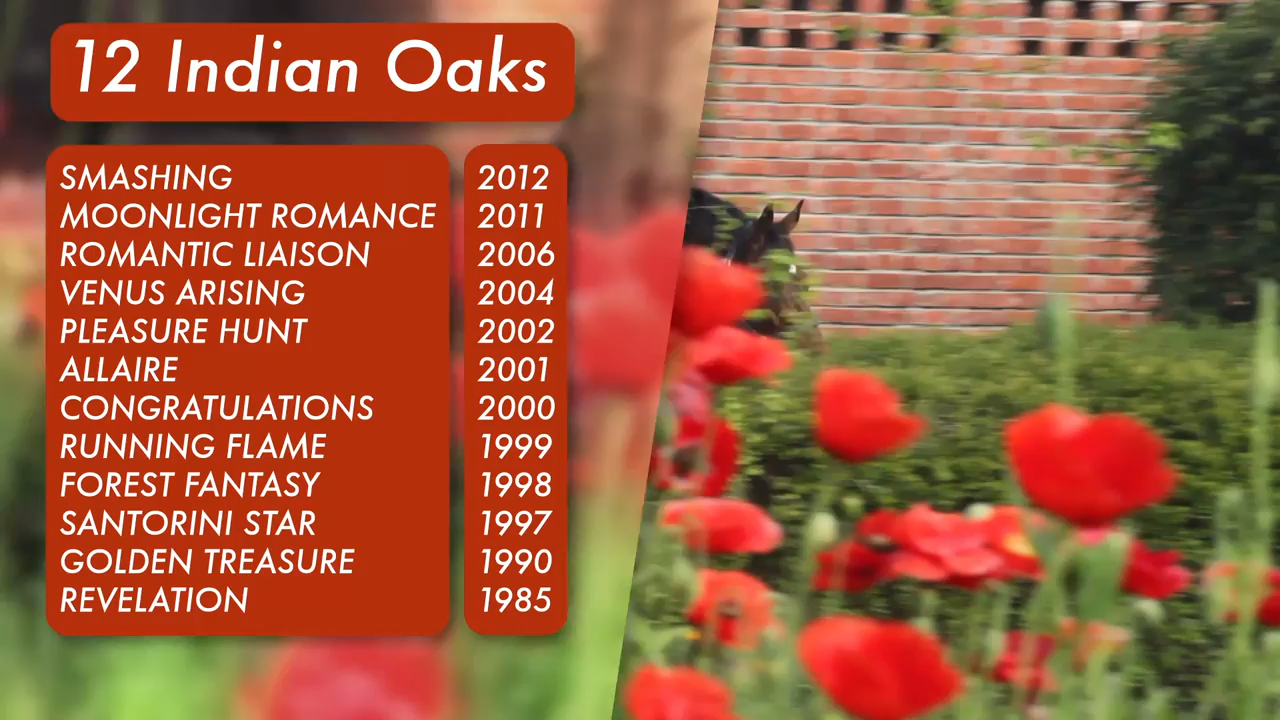 12 Indian Oaks
SMASHING 2012
MOONLIGHT ROMANCE 2011
ROMANTIC LIAISON 2006
VENUS ARISING 2004
PLEASURE HUNT 2002
ALLAIRE 2001
CONGRATULATIONS 2000
RUNNING FLAME 1999
FOREST FANTASY 1998
SANTORINI STAR 1997
GOLDEN TREASURE 1990
REVELATION 1985